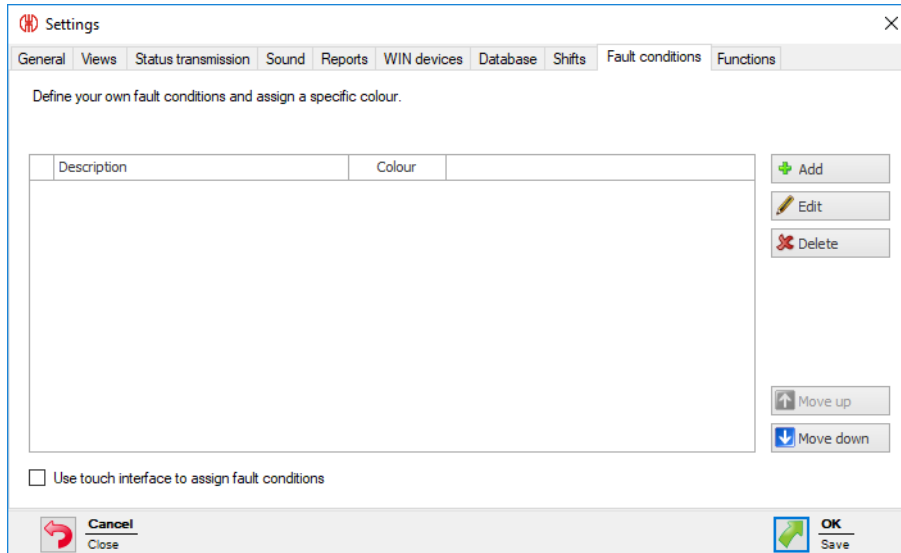 Settings
General Views Status transmission Sound Reports WIN devices Database Shifts Fault conditions Functions
Define your own fault conditions and assign a specific colour.
Description Colour
Add
Edit
Delete
Move up
Move down
Use touch interface to assign fault conditions
Cancel
Close
OK
Save